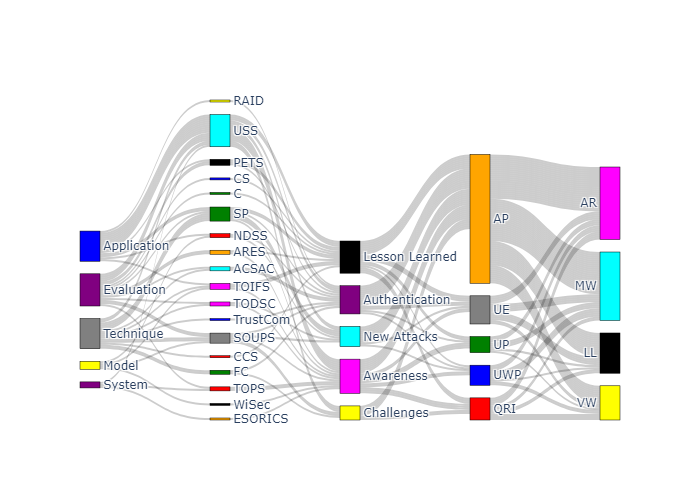 Application
Evaluation
Technique
Model
System
RAID
USS
PETS
CS
C
SP
NDSS
ARES
ACSAC
TOIFS
TODSC
TrustCom
SOUPS
CCS
FC
TOPS
WiSec
ESORICS
Lesson Learned
Authentication
New Attacks
Awareness
Challenges
AP
UE
UP
UWP
QRI
AR
MW
LL
VW